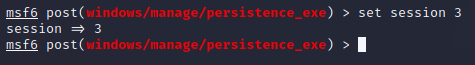 msf6 post(windows/manage/persistence_exe) > set session 3
session => 3
msf6 post(windows/manage/persistence_exe) >